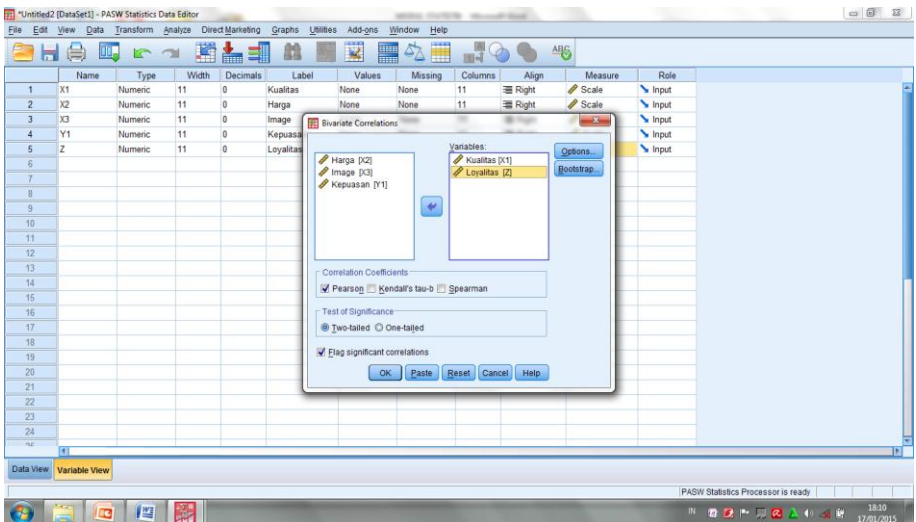 *Untitled2 [DataSet1] - PASW Statistics Data Editor
File Edit View Data Transform Analyze Direct Marketing Graphs Utilities Add-ons Window Help
Name Type Width Decimals Label Values Missing Columns Align Measure Role
1 X1 Numeric 11 0 Kualitas None None 11 Right Scale Input
2 X2 Numeric 11 0 Harga None None 11 Right Scale Input
3 X3 Numeric 11 0 Image Input
4 Y1 Numeric 11 0 Kepuasa Input
5 Z Numeric 11 0 Loyalitas Input
6
7
8
9
10
11
12
13
14
15
16
17
18
19
20
21
22
23
24
Bivariate Correlations
Variables:
Harga [X2]
Image [X3]
Kepuasan [Y1]
Kualitas [X1]
Loyalitas [Z]
Options...
Bootstrap...
Correlation Coefficients
Pearson Kendall's tau-b Spearman
Test of Significance
Two-tailed One-tailed
Flag significant correlations
OK Paste Reset Cancel Help
Data View Variable View
PASW Statistics Processor is ready
IN
18:10
17/01/2015